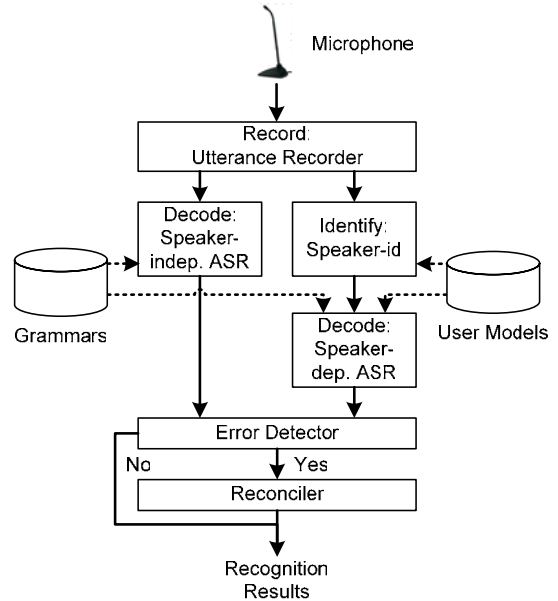 Microphone
Record:
Utterance Recorder
Decode:
Speaker-
indep. ASR
Identify:
Speaker-id
Grammars
User Models
Decode:
Speaker-
dep. ASR
Error Detector
No
Yes
Reconciler
Recognition
Results